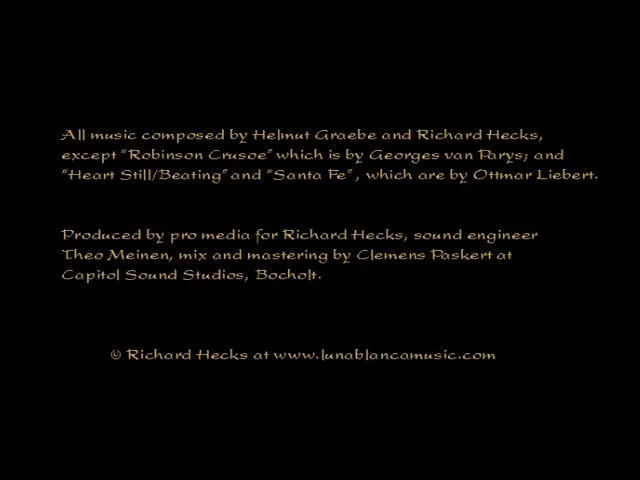 All music composed by Helmut Graebe and Richard Hecks,
except "Robinson Crusoe" which is by Georges van Parys; and
"Heart Still/Beating" and "Santa Fe" , which are by Ottmar Liebert.
Produced by pro media for Richard Hecks, sound engineer
Theo Meinen, mix and mastering by Clemens Paskert at
Capitol Sound Studios, Bocholt.
© Richard Hecks at www.lunablancamusic.com